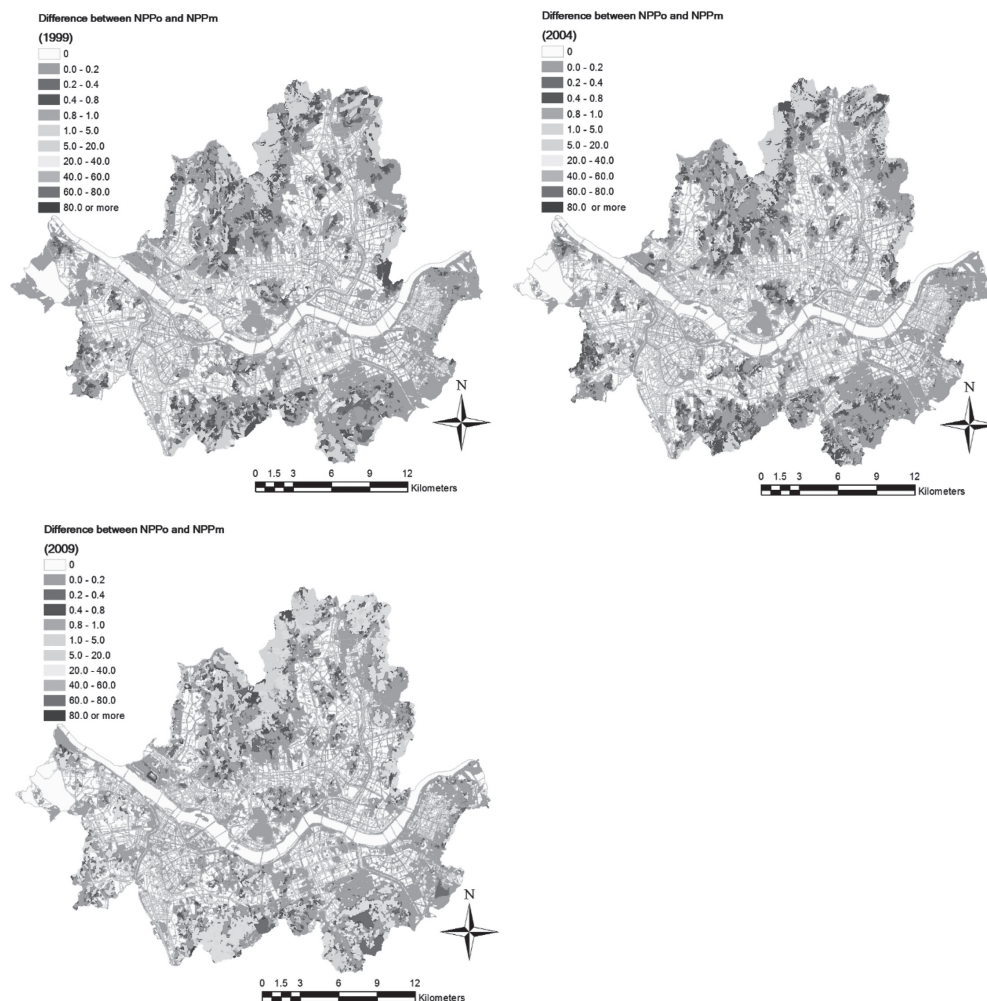 Difference between NPPo and NPPm
(1999)
0
0.0 - 0.2
0.2 - 0.4
0.4 - 0.8
0.8 - 1.0
1.0 - 5.0
5.0 - 20.0
20.0 - 40.0
40.0 - 60.0
60.0 - 80.0
80.0 or more
N
0 1.5 3 6 9 12
Kilometers
Difference between NPPo and NPPm
(2004)
0
0.0 - 0.2
0.2 - 0.4
0.4 - 0.8
0.8 - 1.0
1.0 - 5.0
5.0 - 20.0
20.0 - 40.0
40.0 - 60.0
60.0 - 80.0
80.0 or more
N
0 1.5 3 6 9 12
Kilometers
Difference between NPPo and NPPm
(2009)
0
0.0 - 0.2
0.2 - 0.4
0.4 - 0.8
0.8 - 1.0
1.0 - 5.0
5.0 - 20.0
20.0 - 40.0
40.0 - 60.0
60.0 - 80.0
80.0 or more
N
0 1.5 3 6 9 12
Kilometers